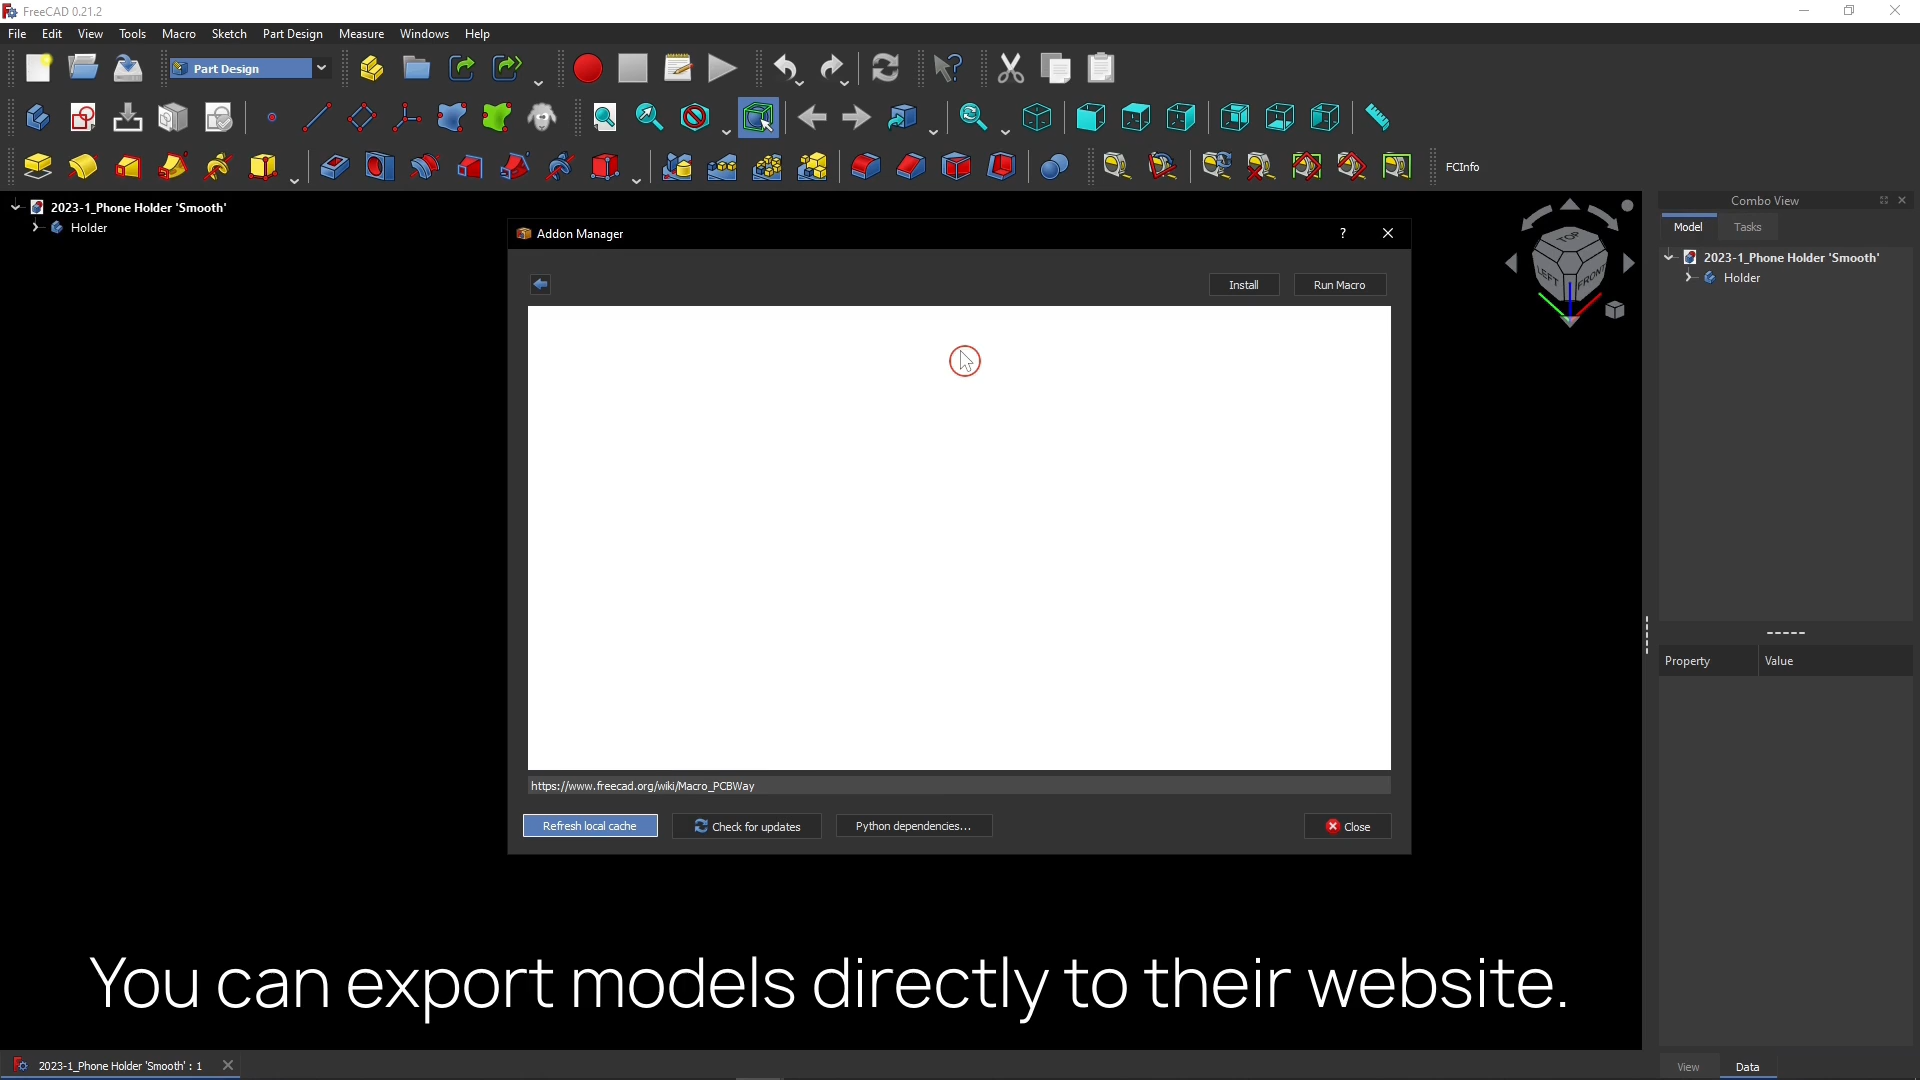 FreeCAD 0.21.2
File Edit View Tools Macro Sketch Part Design Measure Windows Help
Part Design
FCInfo
2023-1_Phone Holder 'Smooth'
Holder
Addon Manager
?
Install Run Macro
https://www.freecad.org/wiki/Macro_PCBWay
Refresh local cache Check for updates Python dependencies... Close
TOP
LEFT FRONT
Combo View
Model Tasks
2023-1_Phone Holder 'Smooth'
Holder
Property Value
You can export models directly to their website.
2023-1_Phone Holder 'Smooth' : 1
View Data